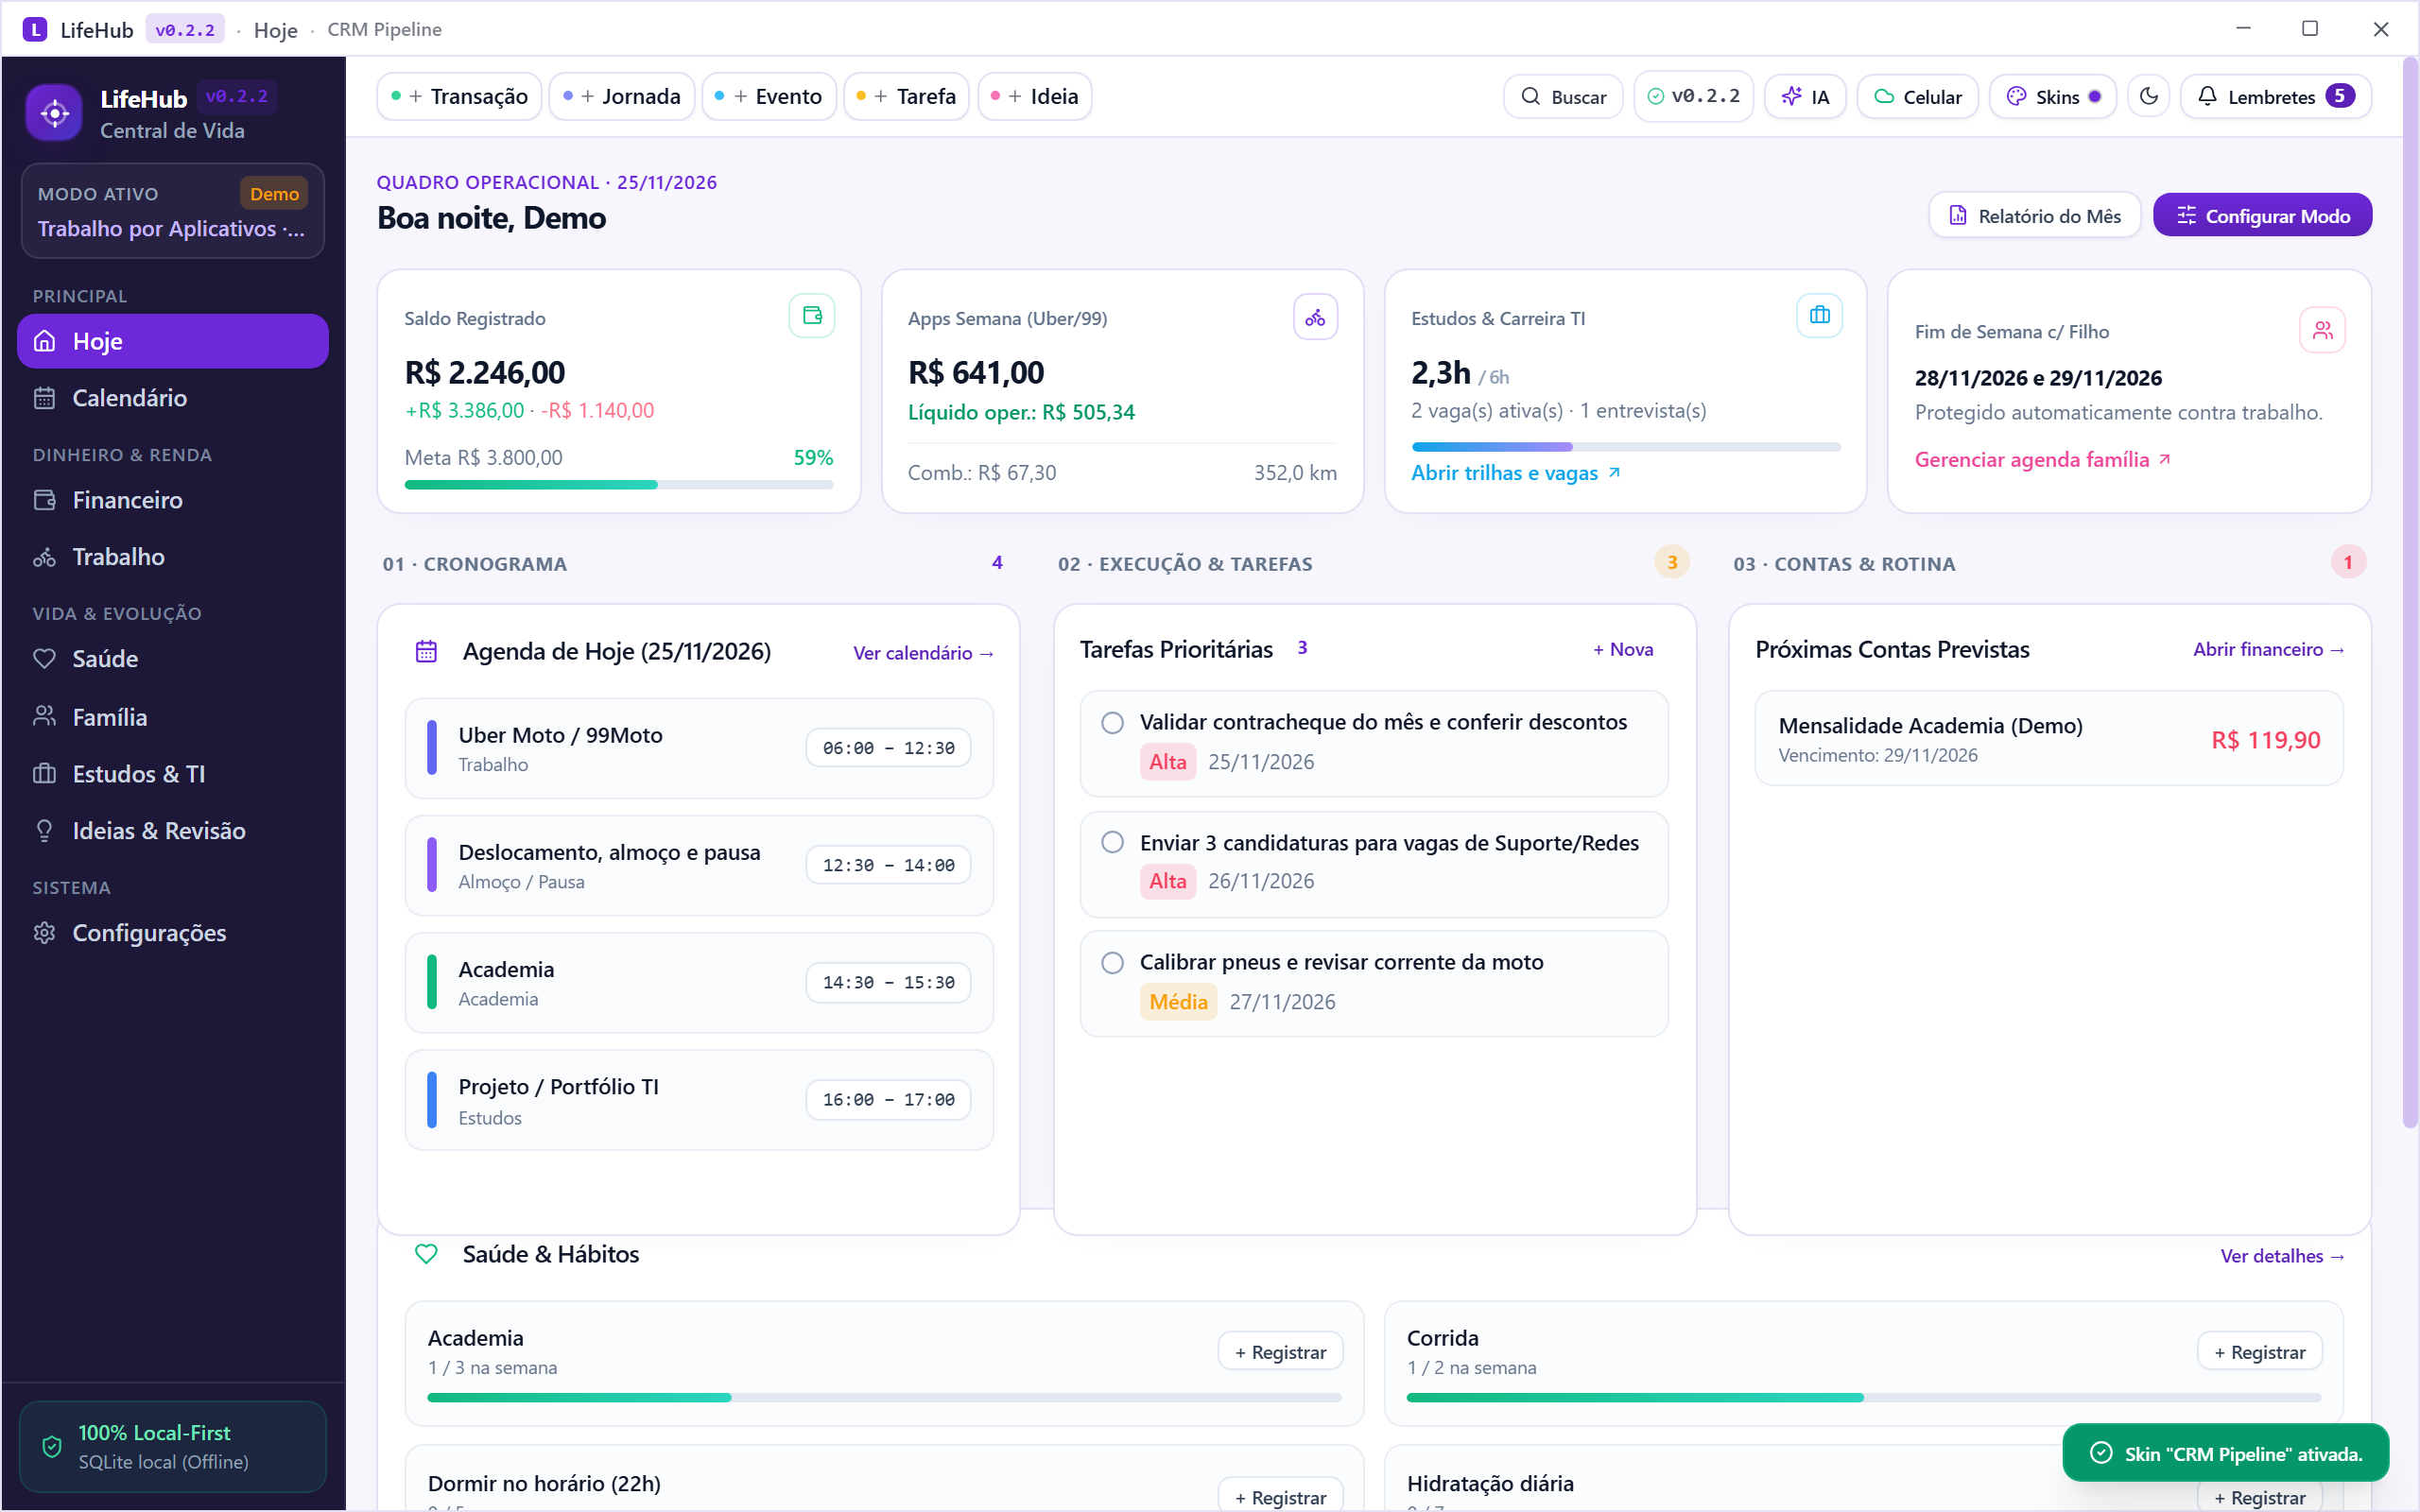 L LifeHub v0.2.2 · Hoje · CRM Pipeline
LifeHub v0.2.2
Central de Vida
MODO ATIVO Demo
Trabalho por Aplicativos ·...
PRINCIPAL
Hoje
Calendário
DINHEIRO & RENDA
Financeiro
Trabalho
VIDA & EVOLUÇÃO
Saúde
Família
Estudos & TI
Ideias & Revisão
SISTEMA
Configurações
100% Local-First
SQLite local (Offline)
+ Transação + Jornada + Evento + Tarefa + Ideia Buscar v0.2.2 IA Celular Skins Lembretes 5
QUADRO OPERACIONAL · 25/11/2026
Boa noite, Demo
Relatório do Mês Configurar Modo
Saldo Registrado
R$ 2.246,00
+R$ 3.386,00 · -R$ 1.140,00
Meta R$ 3.800,00 59%
Apps Semana (Uber/99)
R$ 641,00
Líquido oper.: R$ 505,34
Comb.: R$ 67,30 352,0 km
Estudos & Carreira TI
2,3h / 6h
2 vaga(s) ativa(s) · 1 entrevista(s)
Abrir trilhas e vagas ↗
Fim de Semana c/ Filho
28/11/2026 e 29/11/2026
Protegido automaticamente contra trabalho.
Gerenciar agenda família ↗
01 · CRONOGRAMA 4
Agenda de Hoje (25/11/2026) Ver calendário →
Uber Moto / 99Moto
Trabalho
06:00 – 12:30
Deslocamento, almoço e pausa
Almoço / Pausa
12:30 – 14:00
Academia
Academia
14:30 – 15:30
Projeto / Portfólio TI
Estudos
16:00 – 17:00
02 · EXECUÇÃO & TAREFAS 3
Tarefas Prioritárias 3 + Nova
Validar contracheque do mês e conferir descontos
Alta 25/11/2026
Enviar 3 candidaturas para vagas de Suporte/Redes
Alta 26/11/2026
Calibrar pneus e revisar corrente da moto
Média 27/11/2026
03 · CONTAS & ROTINA 1
Próximas Contas Previstas Abrir financeiro →
Mensalidade Academia (Demo)
Vencimento: 29/11/2026
R$ 119,90
Saúde & Hábitos Ver detalhes →
Academia
1 / 3 na semana
+ Registrar
Corrida
1 / 2 na semana
+ Registrar
Dormir no horário (22h)
+ Registrar
Hidratação diária
+ Registrar
Skin "CRM Pipeline" ativada.